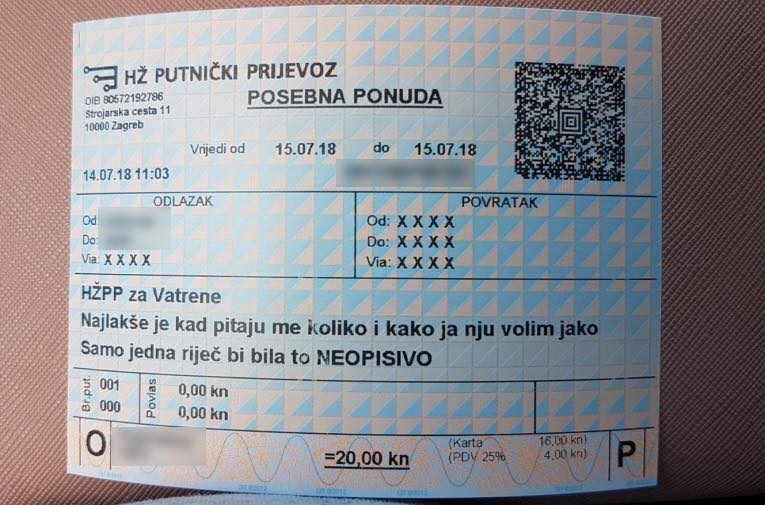 HŽ PUTNIČKI PRIJEVOZ
OIB 80572192786
Strojarska cesta 11
10000 Zagreb
POSEBNA PONUDA
Vrijedi od 15.07.18 do 15.07.18
14.07.18 11:03
ODLAZAK
Od:
Do:
Via: X X X X
POVRATAK
Od: X X X X
Do: X X X X
Via: X X X X
HŽPP za Vatrene
Najlakše je kad pitaju me koliko i kako ja nju volim jako
Samo jedna riječ bi bila to NEOPISIVO
Br.put. 001
000
Povlas 0,00 kn
0,00 kn
O
=20,00 kn
(Karta 16,00 kn)
(PDV 25% 4,00 kn)
P